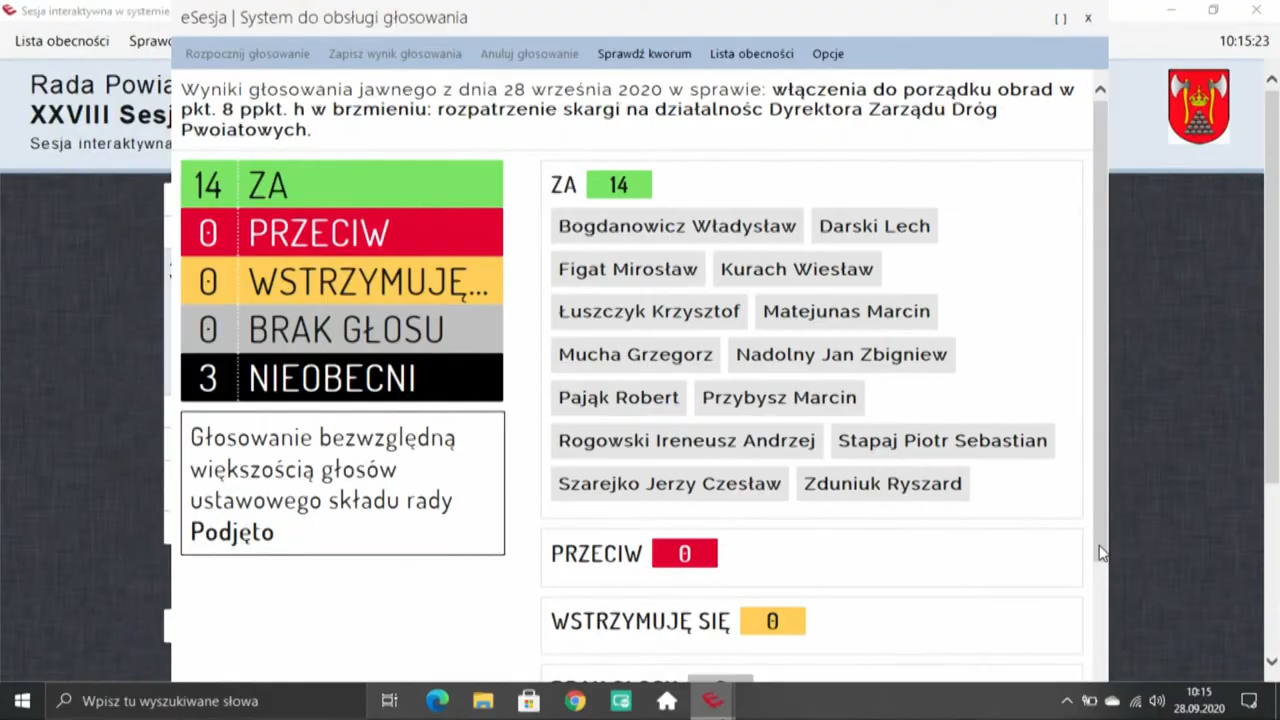 Sesja interaktywna w systemie
eSesja | System do obsługi głosowania
[ ] x
Lista obecności
Rozpocznij głosowanie Zapisz wynik głosowania Anuluj głosowanie Sprawdź kworum Lista obecności Opcje
10:15:23
Rada Powia
XXVIII Sesj
Sesja interaktywna
Wyniki głosowania jawnego z dnia 28 września 2020 w sprawie: włączenia do porządku obrad w
pkt. 8 ppkt. h w brzmieniu: rozpatrzenie skargi na działalnośc Dyrektora Zarządu Dróg
Pwoiatowych.
14 ZA
0 PRZECIW
0 WSTRZYMUJĘ...
0 BRAK GŁOSU
3 NIEOBECNI
Głosowanie bezwzględną
większością głosów
ustawowego składu rady
Podjęto
ZA 14
Bogdanowicz Władysław Darski Lech
Figat Mirosław Kurach Wiesław
Łuszczyk Krzysztof Matejunas Marcin
Mucha Grzegorz Nadolny Jan Zbigniew
Pająk Robert Przybysz Marcin
Rogowski Ireneusz Andrzej Stapaj Piotr Sebastian
Szarejko Jerzy Czesław Zduniuk Ryszard
PRZECIW 0
WSTRZYMUJĘ SIĘ 0
Wpisz tu wyszukiwane słowa
10:15
28.09.2020